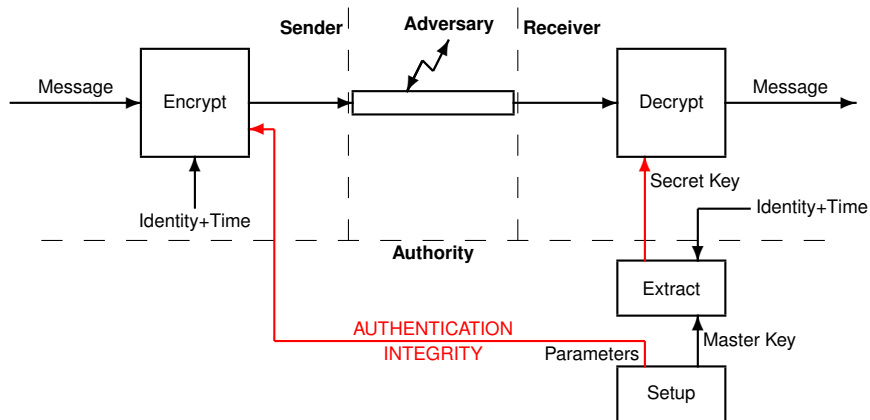 Sender
Adversary
Receiver
Message
Encrypt
Decrypt
Message
Secret Key
Identity+Time
Identity+Time
Authority
Extract
AUTHENTICATION
INTEGRITY
Parameters
Master Key
Setup